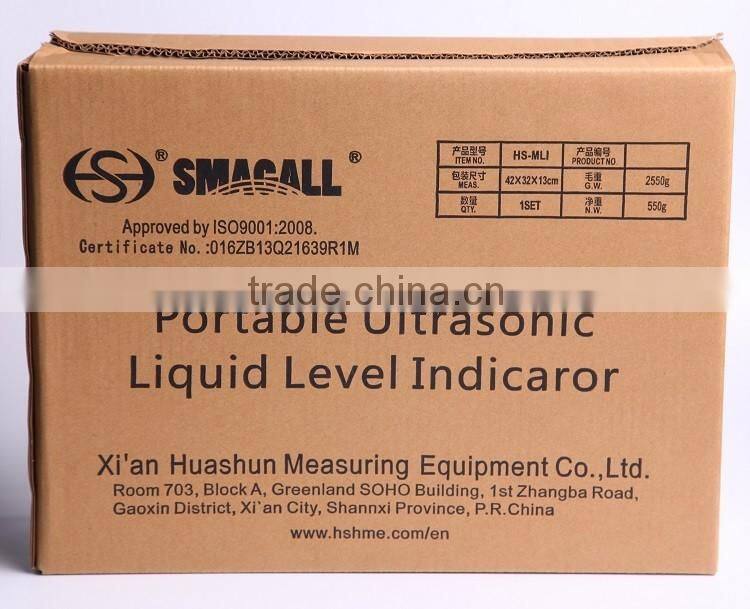 HS® SMAGALL®
Approved by ISO9001:2008.
Certificate No.:016ZB13Q21639R1M
产品型号 ITEM NO. HS-MLI 产品编号 PRODUCT NO.
包装尺寸 MEAS. 42X32X13cm 毛重 G.W. 2550g
数量 QTY. 1SET 净重 N.W. 550g
trade.china.cn
Portable Ultrasonic
Liquid Level Indicaror
Xi'an Huashun Measuring Equipment Co.,Ltd.
Room 703, Block A, Greenland SOHO Building, 1st Zhangba Road,
Gaoxin District, Xi`an City, Shannxi Province, P.R.China
www.hshme.com/en